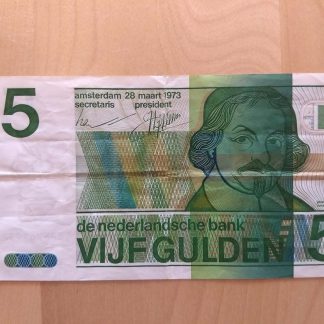 5
amsterdam 28 maart 1973
secretaris president
de nederlandsche bank
VIJF GULDEN 5